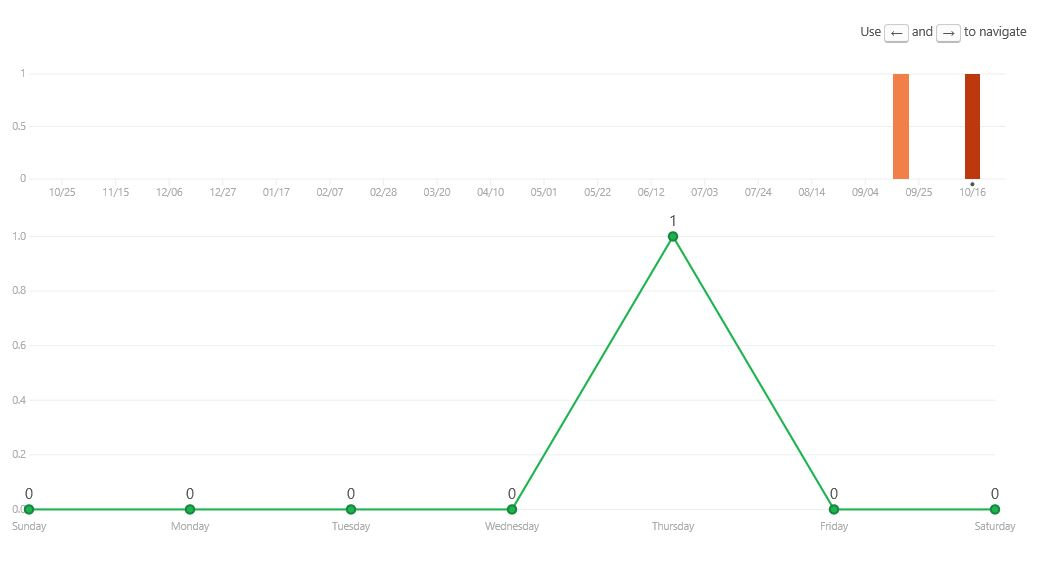 Use ← and → to navigate
1
0.5
0
10/25 11/15 12/06 12/27 01/17 02/07 02/28 03/20 04/10 05/01 05/22 06/12 07/03 07/24 08/14 09/04 09/25 10/16
1
1.0
0.8
0.6
0.4
0.2
0 0 0 0 0 0
0.0
Sunday Monday Tuesday Wednesday Thursday Friday Saturday